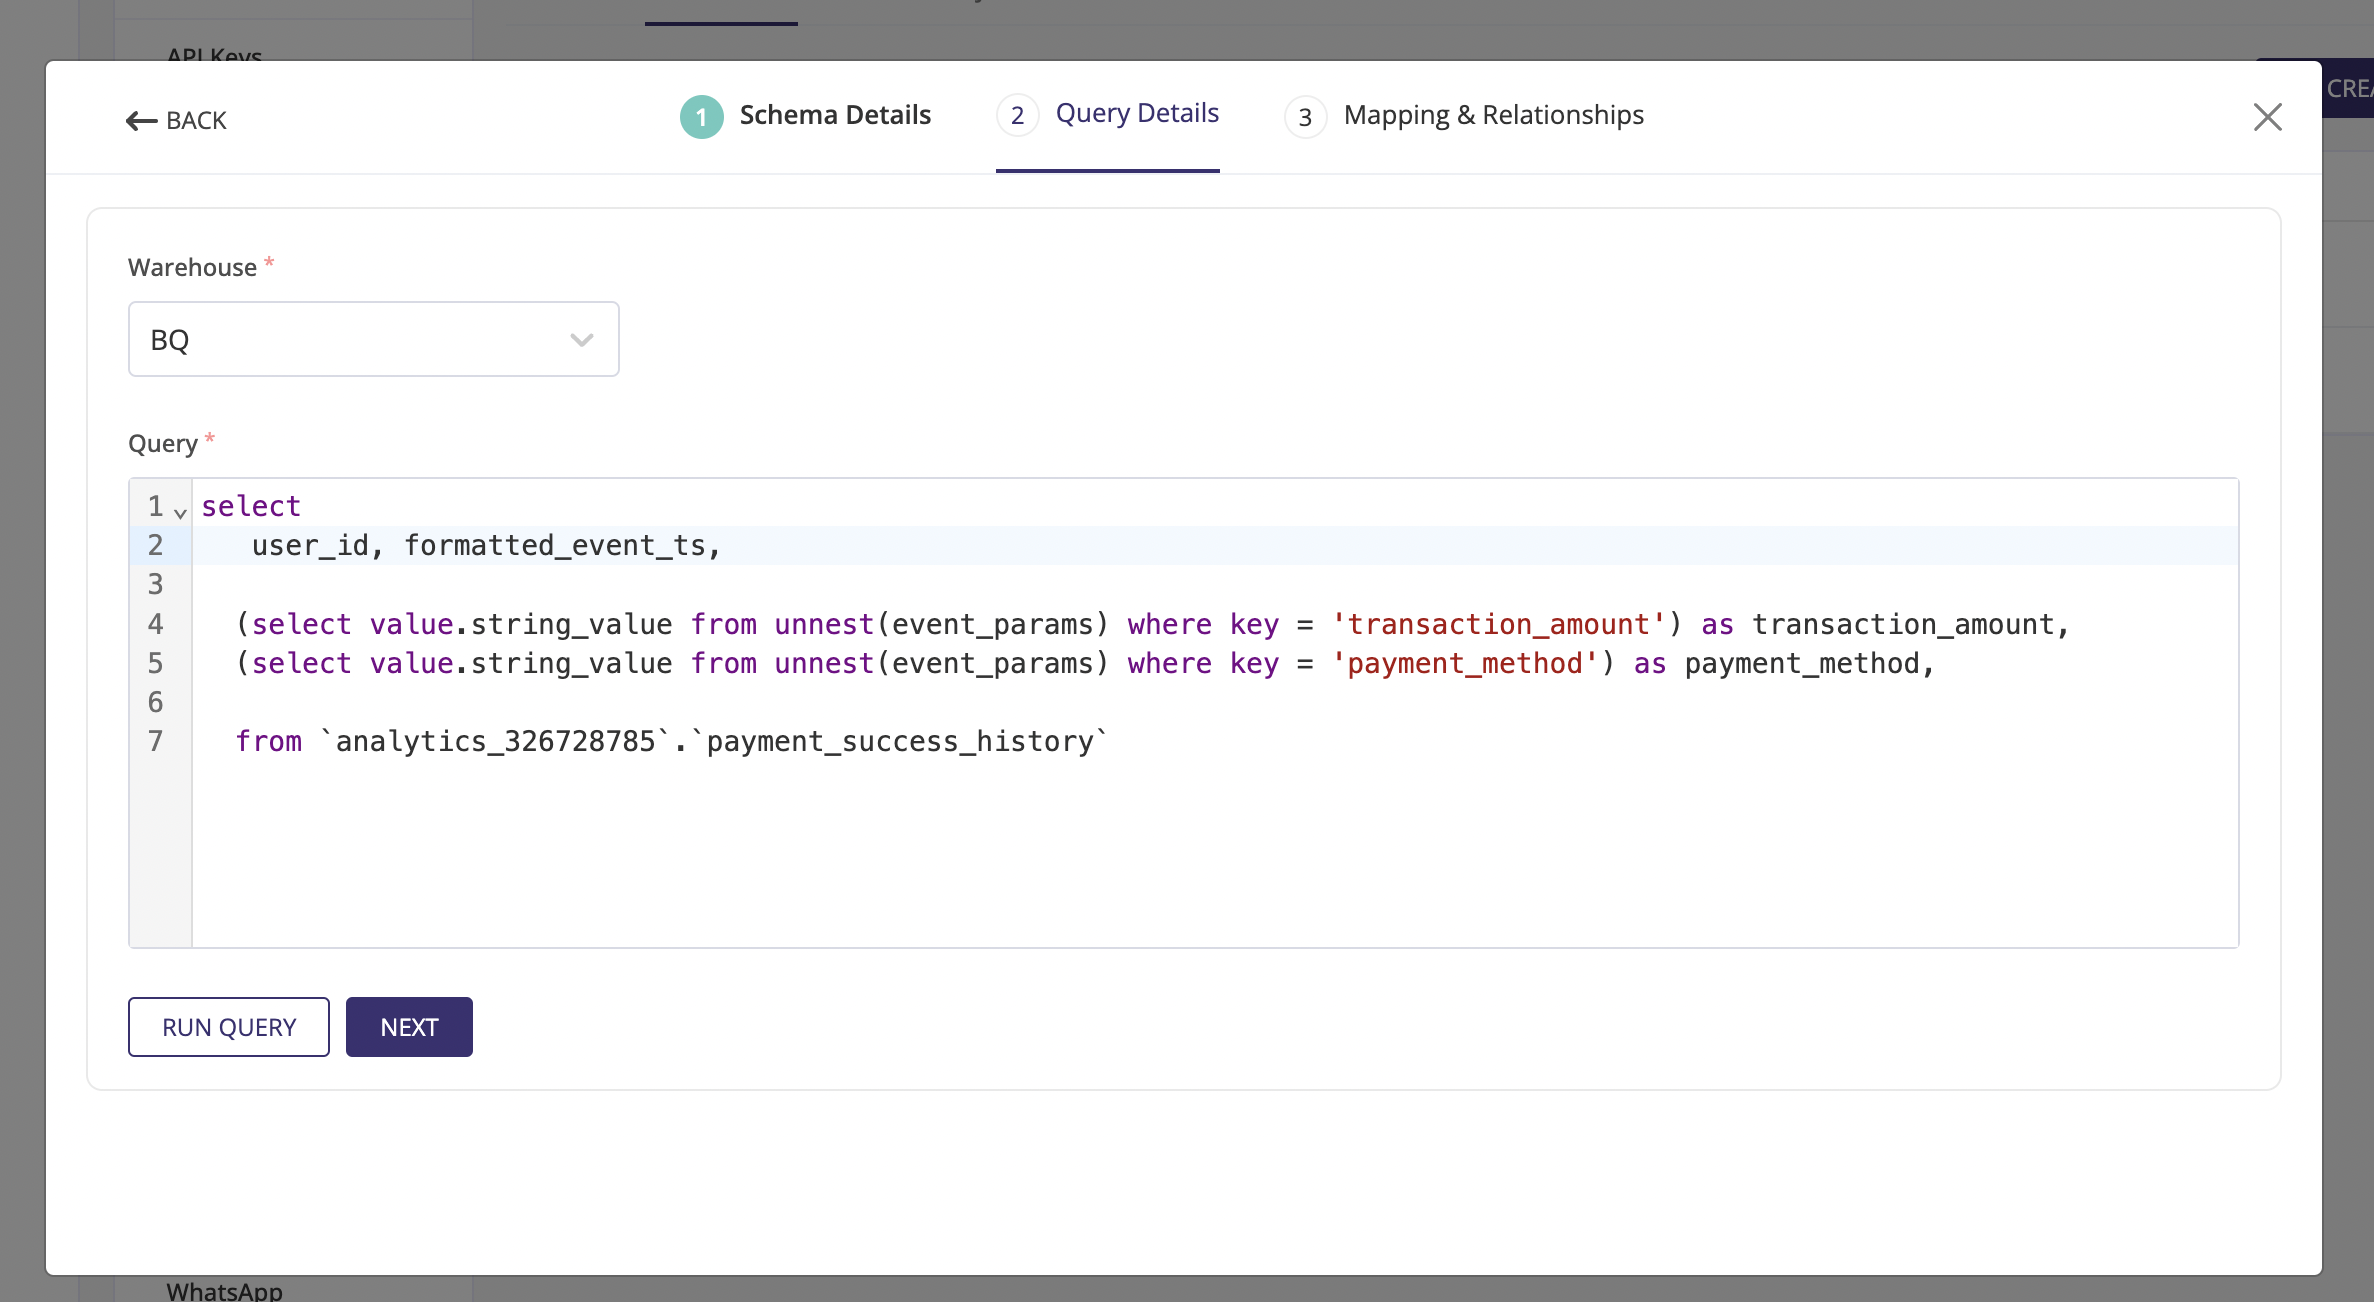 API Keys
CREA
BACK
1 Schema Details
2 Query Details
3 Mapping & Relationships
Warehouse *
BQ
Query *
1 select
2 user_id, formatted_event_ts,
3
4 (select value.string_value from unnest(event_params) where key = 'transaction_amount') as transaction_amount,
5 (select value.string_value from unnest(event_params) where key = 'payment_method') as payment_method,
6
7 from `analytics_326728785`.`payment_success_history`
RUN QUERY
NEXT
WhatsApp